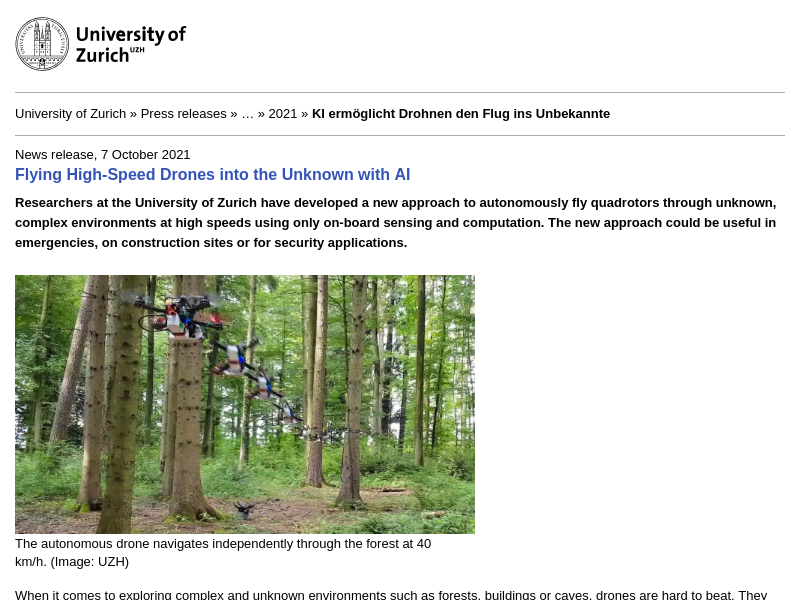 University of
Zurich UZH
University of Zurich » Press releases » … » 2021 » KI ermöglicht Drohnen den Flug ins Unbekannte
News release, 7 October 2021
Flying High-Speed Drones into the Unknown with AI
Researchers at the University of Zurich have developed a new approach to autonomously fly quadrotors through unknown,
complex environments at high speeds using only on-board sensing and computation. The new approach could be useful in
emergencies, on construction sites or for security applications.
The autonomous drone navigates independently through the forest at 40
km/h. (Image: UZH)
When it comes to exploring complex and unknown environments such as forests, buildings or caves, drones are hard to beat. They